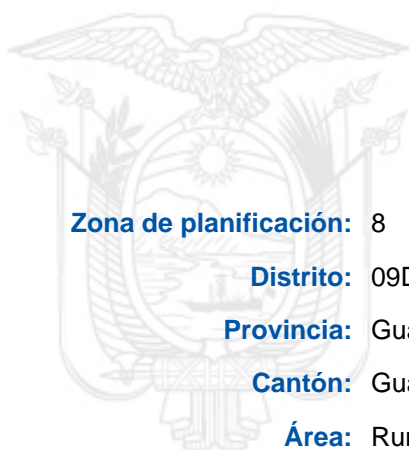 Zona de planificación: 8
Distrito: 09D
Provincia: Gua
Cantón: Gua
Área: Rur